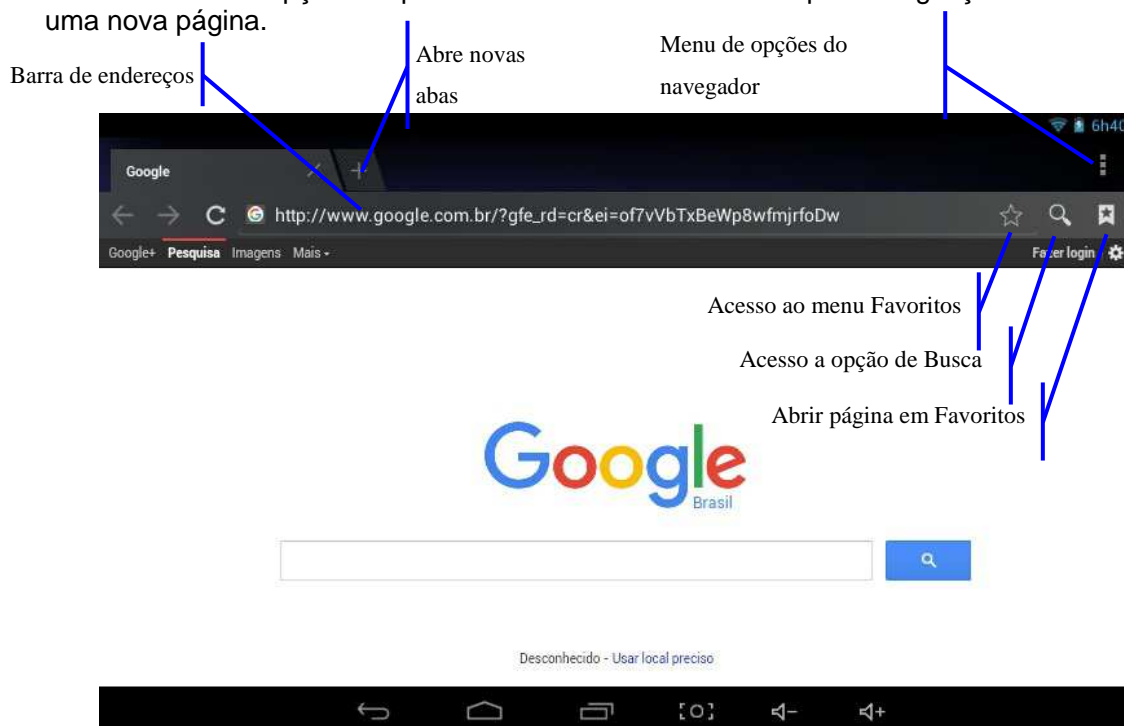 uma nova página.
Abre novas
abas
Menu de opções do
navegador
Barra de endereços
6h40
Google
http://www.google.com.br/?gfe_rd=cr&ei=of7vVbTxBeWp8wfmjrfoDw
Google+ Pesquisa Imagens Mais
Fazer login
Acesso ao menu Favoritos
Acesso a opção de Busca
Abrir página em Favoritos
Google
Brasil
Desconhecido - Usar local preciso